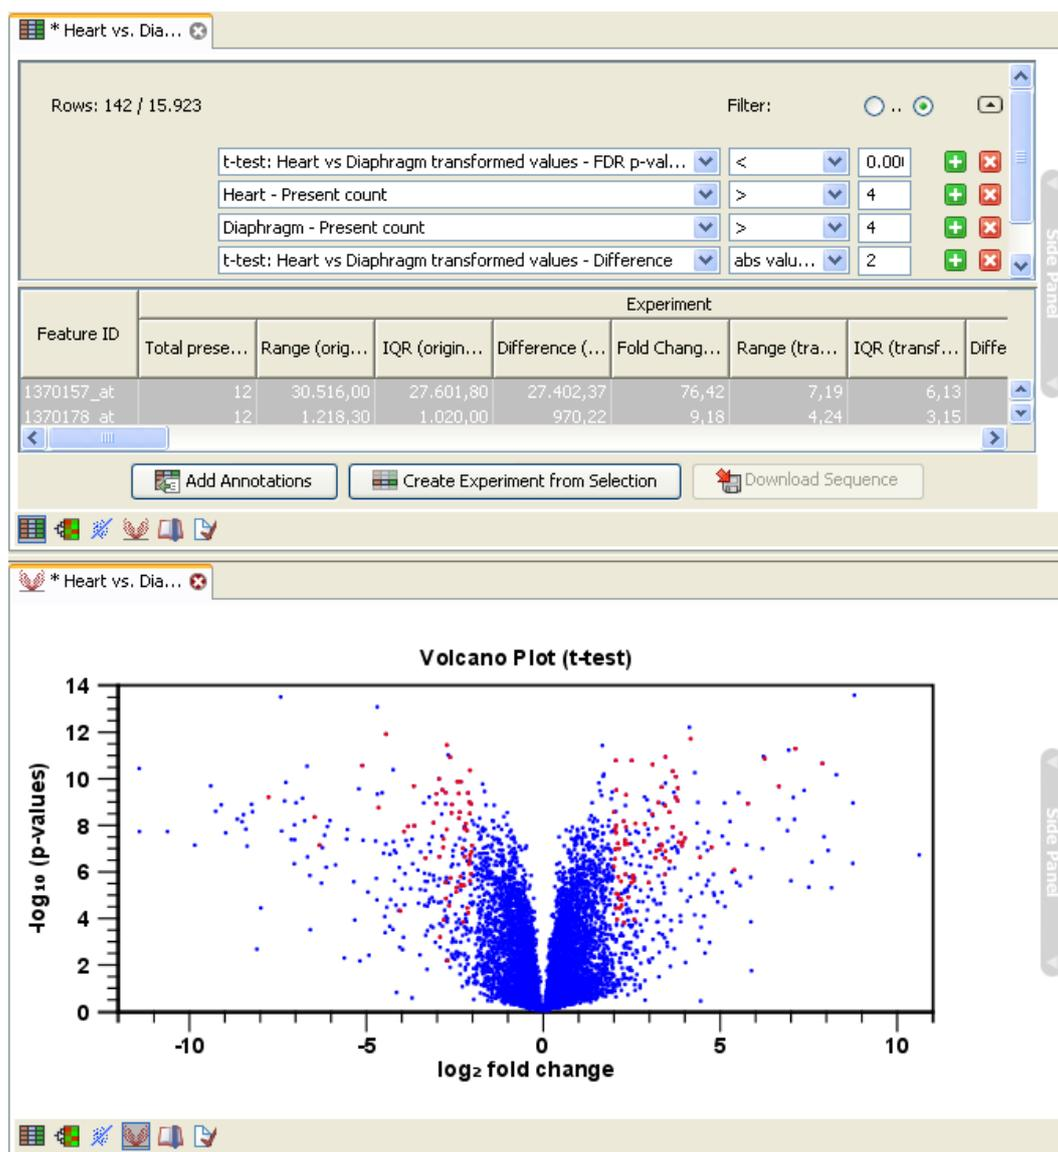 * Heart vs. Dia...
Rows: 142 / 15.923 Filter: ..
t-test: Heart vs Diaphragm transformed values - FDR p-val... < 0.00
Heart - Present count > 4
Diaphragm - Present count > 4
t-test: Heart vs Diaphragm transformed values - Difference abs valu... 2
Side Panel
Experiment
Feature ID Total prese... Range (orig... IQR (origin... Difference (... Fold Chang... Range (tra... IQR (transf... Diffe
1370157_at 12 30.516,00 27.601,80 27.402,37 76,42 7,19 6,13
1370178_at 12 1.218,30 1.020,00 970,22 9,18 4,24 3,15
Add Annotations Create Experiment from Selection Download Sequence
* Heart vs. Dia...
Volcano Plot (t-test)
14
12
10
8
6
4
2
0
-log₁₀ (p-values)
-10 -5 0 5 10
log₂ fold change
Side Panel